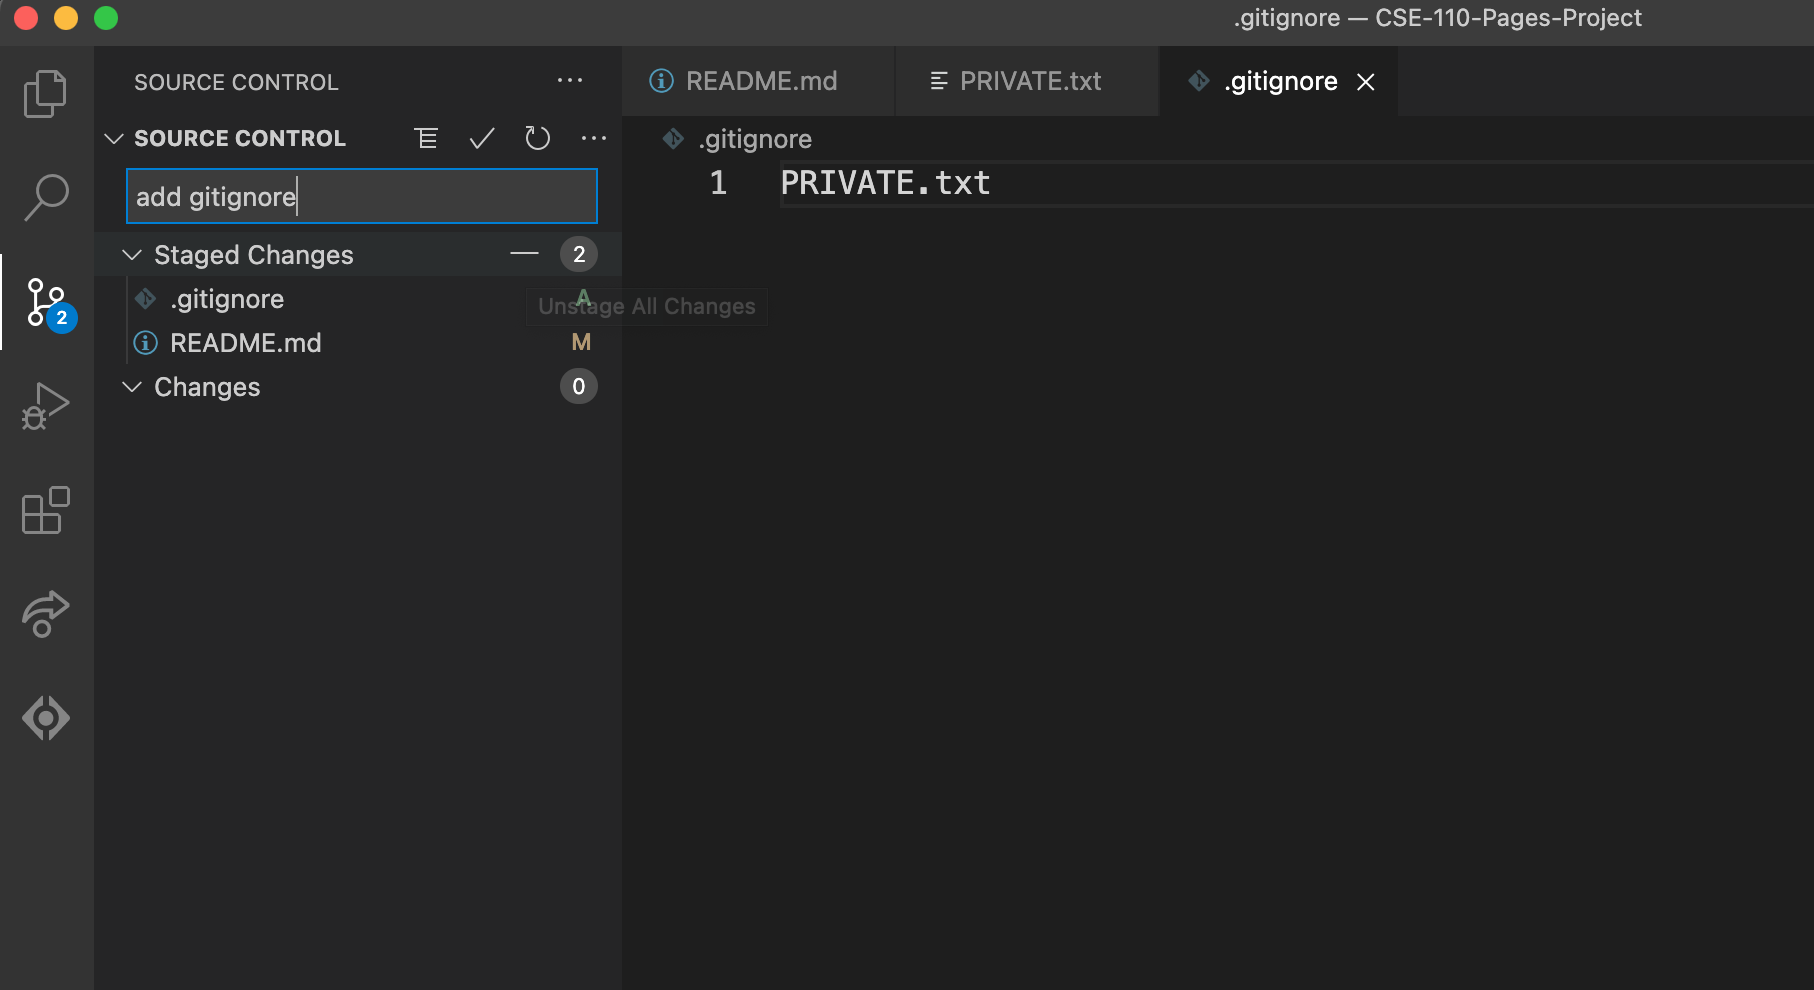 .gitignore — CSE-110-Pages-Project
SOURCE CONTROL ···
README.md PRIVATE.txt .gitignore
SOURCE CONTROL ···
.gitignore
add gitignore
1 PRIVATE.txt
Staged Changes 2
.gitignore A
Unstage All Changes
2
README.md M
Changes 0